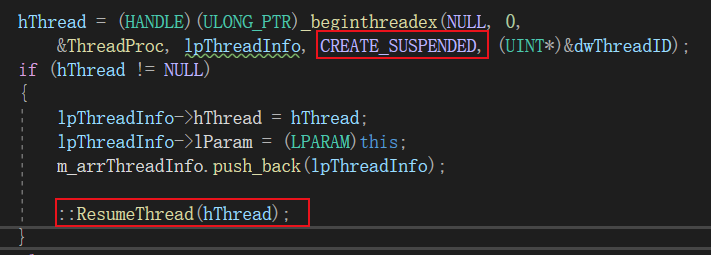 hThread = (HANDLE)(ULONG_PTR)_beginthreadex(NULL, 0,
&ThreadProc, lpThreadInfo, CREATE_SUSPENDED, (UINT*)&dwThreadID);
if (hThread != NULL)
{
lpThreadInfo->hThread = hThread;
lpThreadInfo->lParam = (LPARAM)this;
m_arrThreadInfo.push_back(lpThreadInfo);
::ResumeThread(hThread);
}